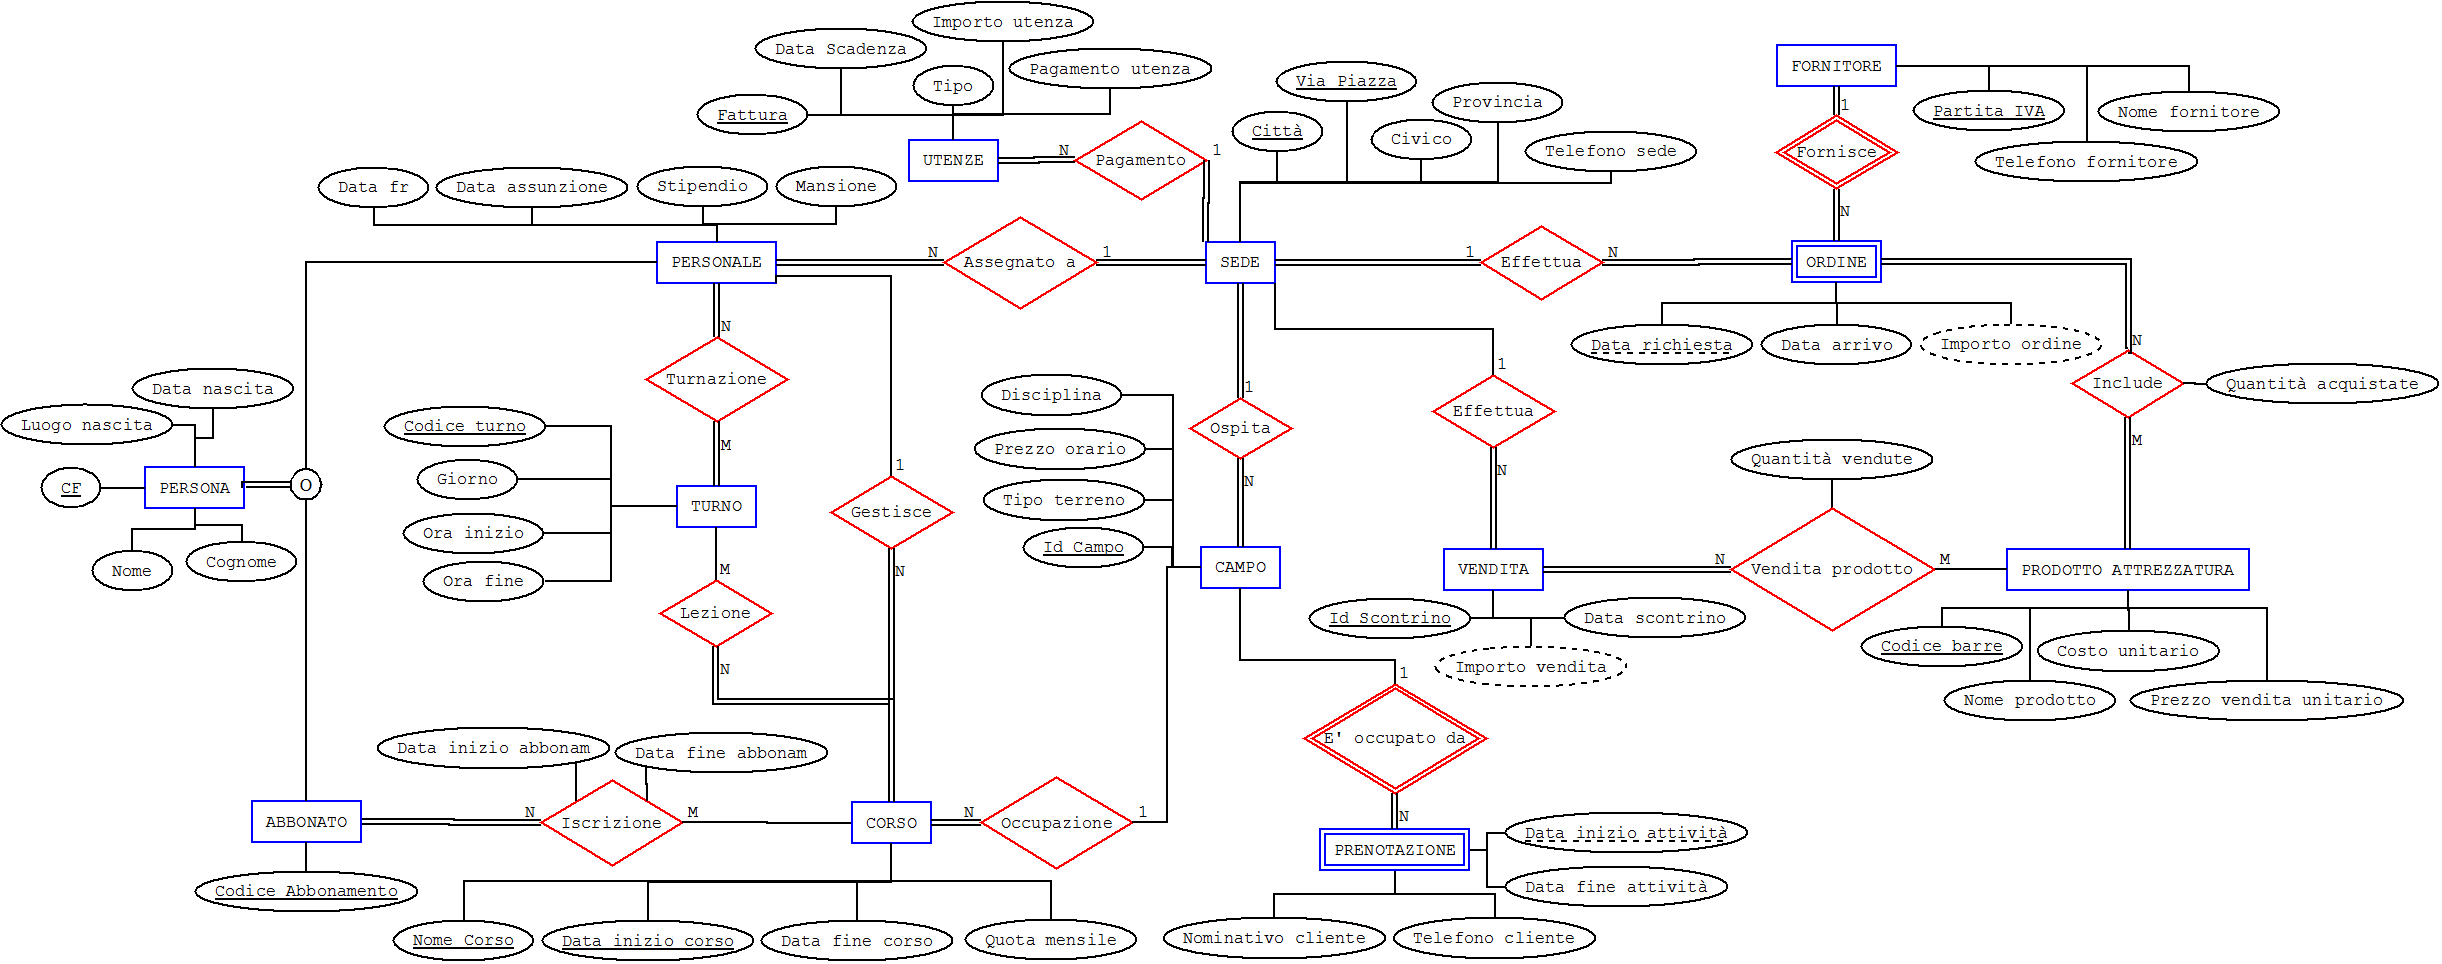 Importo utenza
Data Scadenza
Pagamento utenza
Tipo
Fattura
UTENZE
N
Pagamento
1
Via Piazza
Provincia
Città
Civico
Telefono sede
FORNITORE
1
Partita IVA
Nome fornitore
Telefono fornitore
Fornisce
N
Data fr
Data assunzione
Stipendio
Mansione
PERSONALE
N
Assegnato a
1
SEDE
1
Effettua
N
ORDINE
Data richiesta
Data arrivo
Importo ordine
N
Include
Quantità acquistate
M
N
Turnazione
M
Data nascita
Luogo nascita
CF
PERSONA
O
Nome
Cognome
Codice turno
Giorno
Ora inizio
Ora fine
TURNO
M
Lezione
N
1
Gestisce
N
Disciplina
Prezzo orario
Tipo terreno
Id Campo
1
Ospita
N
CAMPO
1
Effettua
N
VENDITA
N
Quantità vendute
Vendita prodotto
M
PRODOTTO ATTREZZATURA
Id Scontrino
Data scontrino
Importo vendita
Codice barre
Costo unitario
Nome prodotto
Prezzo vendita unitario
1
E' occupato da
N
PRENOTAZIONE
Data inizio attività
Data fine attività
Nominativo cliente
Telefono cliente
Data inizio abbonam
Data fine abbonam
ABBONATO
N
Iscrizione
M
CORSO
N
Occupazione
1
Codice Abbonamento
Nome Corso
Data inizio corso
Data fine corso
Quota mensile